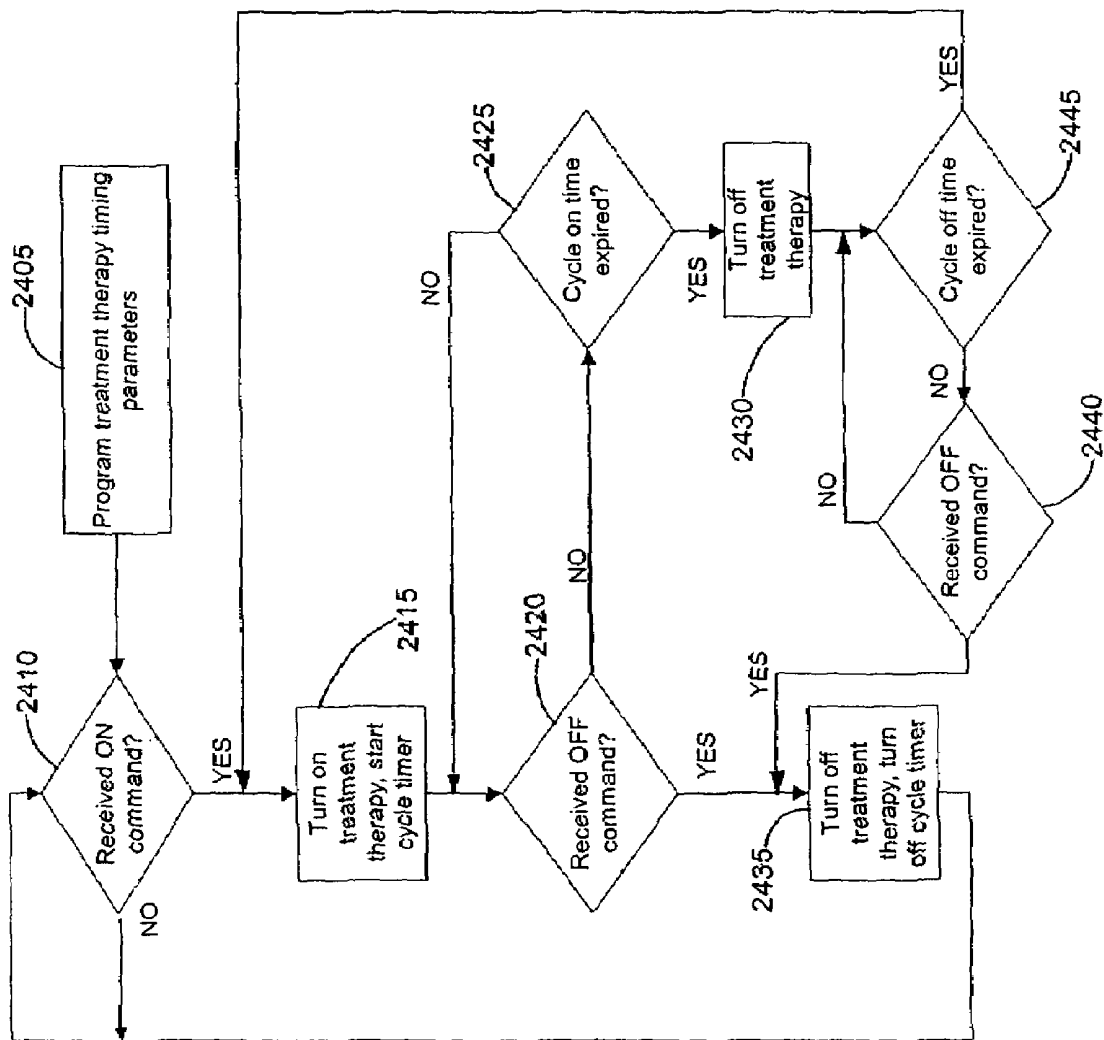 2405
Program treatment therapy timing
parameters
2410
Received ON
command?
NO
YES
2415
Turn on
treatment
therapy, start
cycle timer
NO
2420
Received OFF
command?
NO
YES
2425
Cycle on time
expired?
YES
Turn off
treatment
therapy
2430
Cycle off time
expired?
2445
YES
NO
Received OFF
command?
2440
NO
YES
2435
Turn off
treatment
therapy, turn
off cycle timer